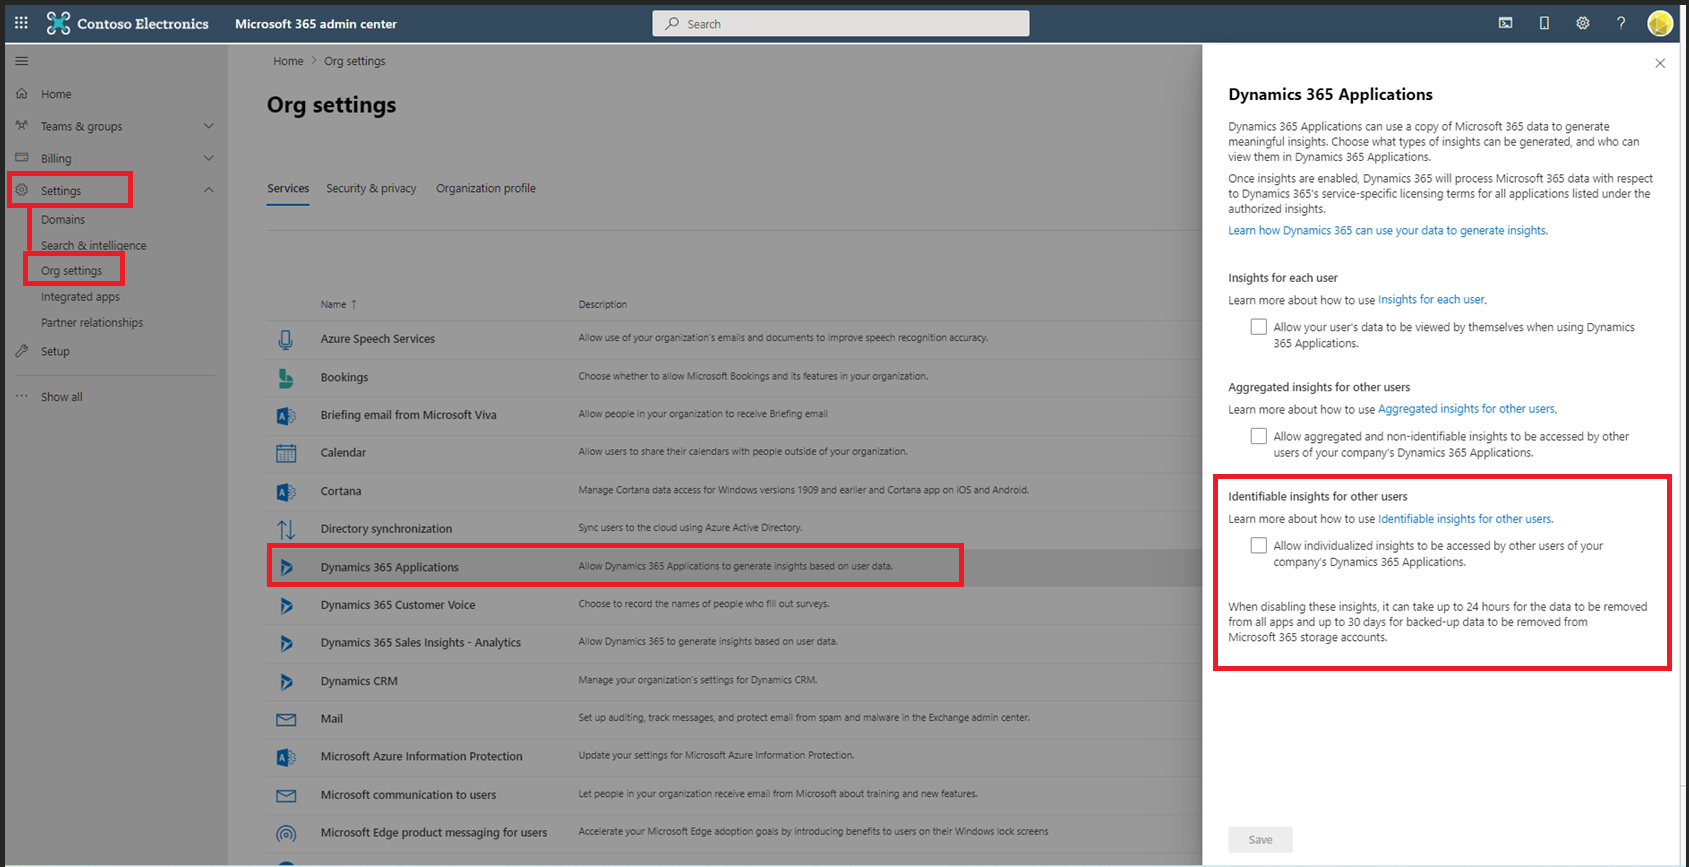 Contoso Electronics
Microsoft 365 admin center
Search
?
Home
Teams & groups
Billing
Settings
Domains
Search & intelligence
Org settings
Integrated apps
Partner relationships
Setup
Show all
Home > Org settings
Org settings
Services
Security & privacy
Organization profile
Name ↑
Description
Azure Speech Services
Allow use of your organization's emails and documents to improve speech recognition accuracy.
Bookings
Choose whether to allow Microsoft Bookings and its features in your organization.
Briefing email from Microsoft Viva
Allow people in your organization to receive Briefing email
Calendar
Allow users to share their calendars with people outside of your organization.
Cortana
Manage Cortana data access for Windows versions 1909 and earlier and Cortana app on iOS and Android.
Directory synchronization
Sync users to the cloud using Azure Active Directory.
Dynamics 365 Applications
Allow Dynamics 365 Applications to generate insights based on user data.
Dynamics 365 Customer Voice
Choose to record the names of people who fill out surveys.
Dynamics 365 Sales Insights - Analytics
Allow Dynamics 365 to generate insights based on user data.
Dynamics CRM
Manage your organization's settings for Dynamics CRM.
Mail
Set up auditing, track messages, and protect email from spam and malware in the Exchange admin center.
Microsoft Azure Information Protection
Update your settings for Microsoft Azure Information Protection.
Microsoft communication to users
Let people in your organization receive email from Microsoft about training and new features.
Microsoft Edge product messaging for users
Accelerate your Microsoft Edge adoption goals by introducing benefits to users on their Windows lock screens
Dynamics 365 Applications
Dynamics 365 Applications can use a copy of Microsoft 365 data to generate
meaningful insights. Choose what types of insights can be generated, and who can
view them in Dynamics 365 Applications.
Once insights are enabled, Dynamics 365 will process Microsoft 365 data with respect
to Dynamics 365's service-specific licensing terms for all applications listed under the
authorized insights.
Learn how Dynamics 365 can use your data to generate insights.
Insights for each user
Learn more about how to use Insights for each user.
Allow your user's data to be viewed by themselves when using Dynamics
365 Applications.
Aggregated insights for other users
Learn more about how to use Aggregated insights for other users.
Allow aggregated and non-identifiable insights to be accessed by other
users of your company's Dynamics 365 Applications.
Identifiable insights for other users
Learn more about how to use Identifiable insights for other users.
Allow individualized insights to be accessed by other users of your
company's Dynamics 365 Applications.
When disabling these insights, it can take up to 24 hours for the data to be removed
from all apps and up to 30 days for backed-up data to be removed from
Microsoft 365 storage accounts.
Save